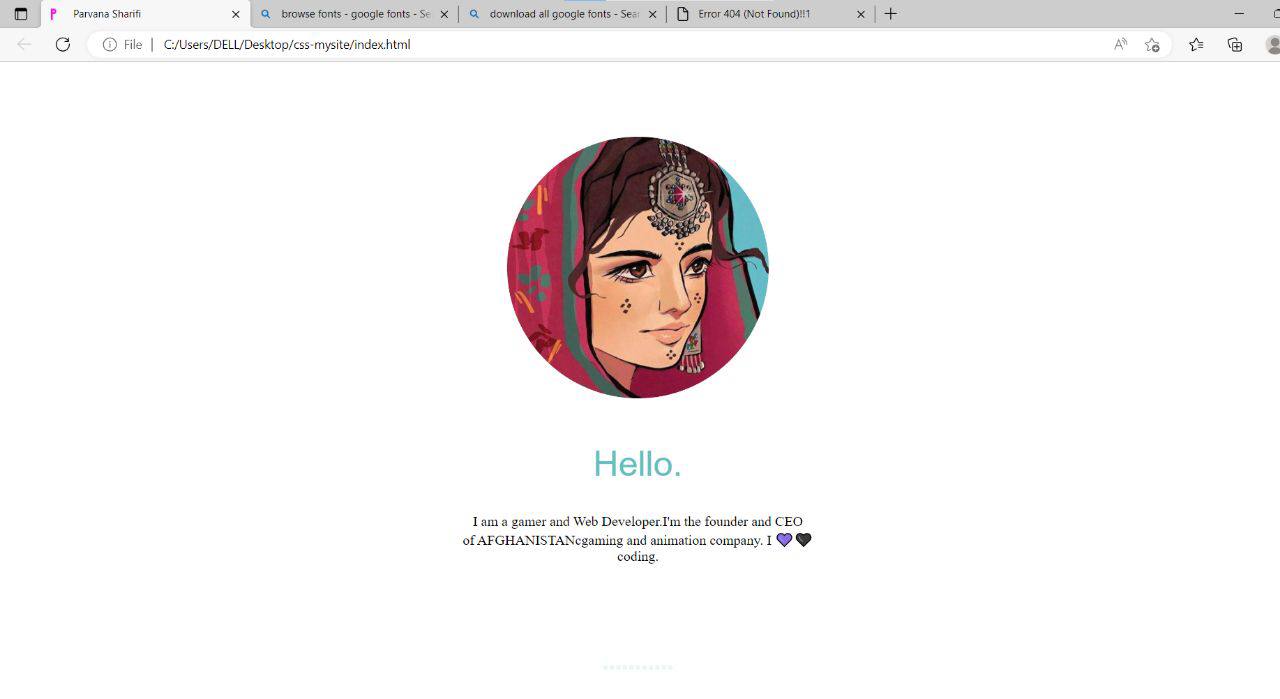 Parvana Sharifi
browse fonts - google fonts - Se
download all google fonts - Sear
Error 404 (Not Found)!!1
File
C:/Users/DELL/Desktop/css-mysite/index.html
Hello.
I am a gamer and Web Developer.I'm the founder and CEO
of AFGHANISTANcgaming and animation company. I 💜🖤
coding.